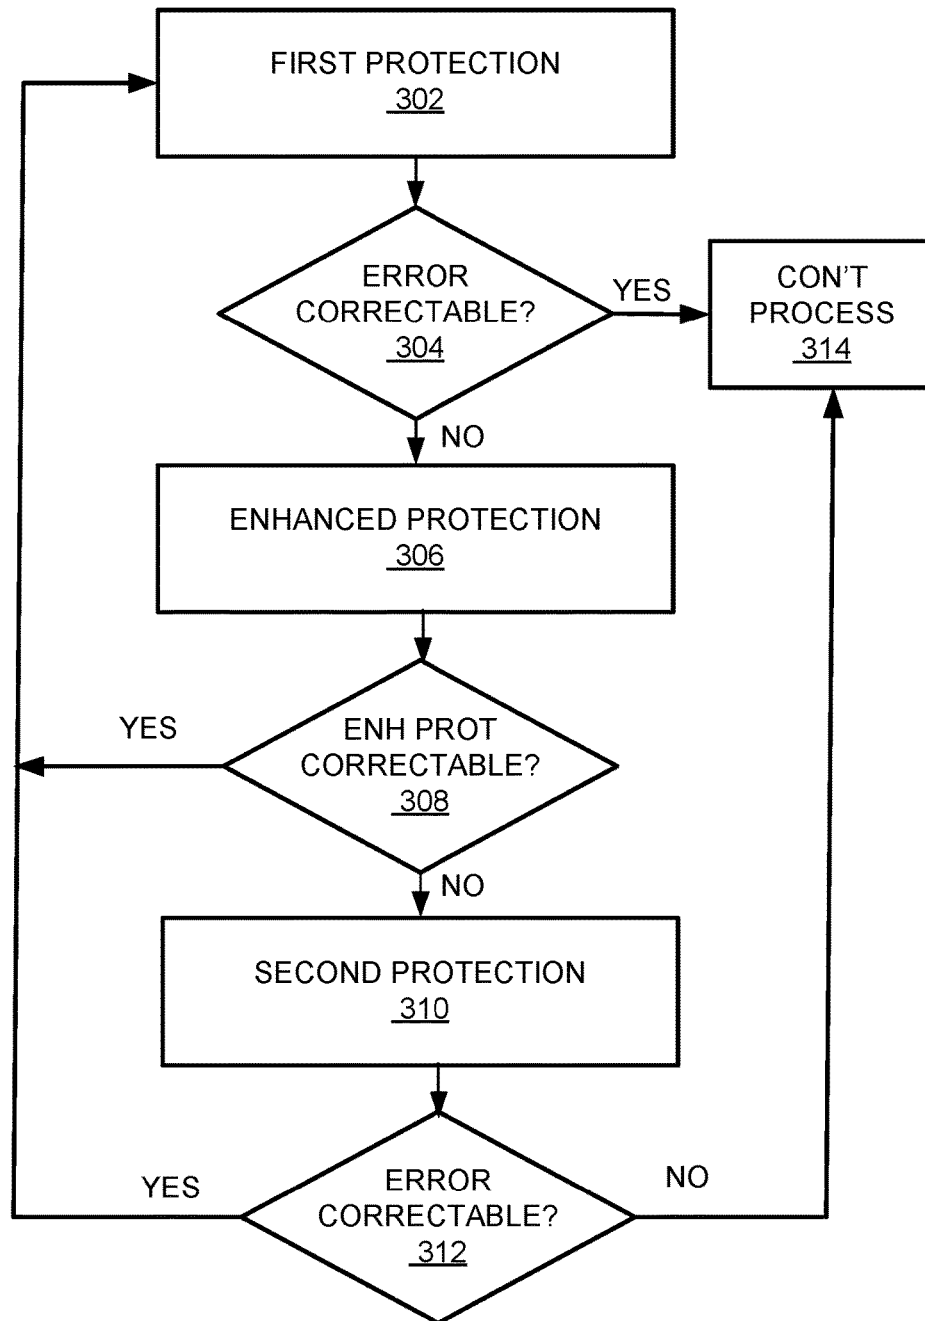 FIRST PROTECTION
302
ERROR
CORRECTABLE?
304
YES
CON'T
PROCESS
314
NO
ENHANCED PROTECTION
306
YES
ENH PROT
CORRECTABLE?
308
NO
SECOND PROTECTION
310
YES
ERROR
CORRECTABLE?
312
NO